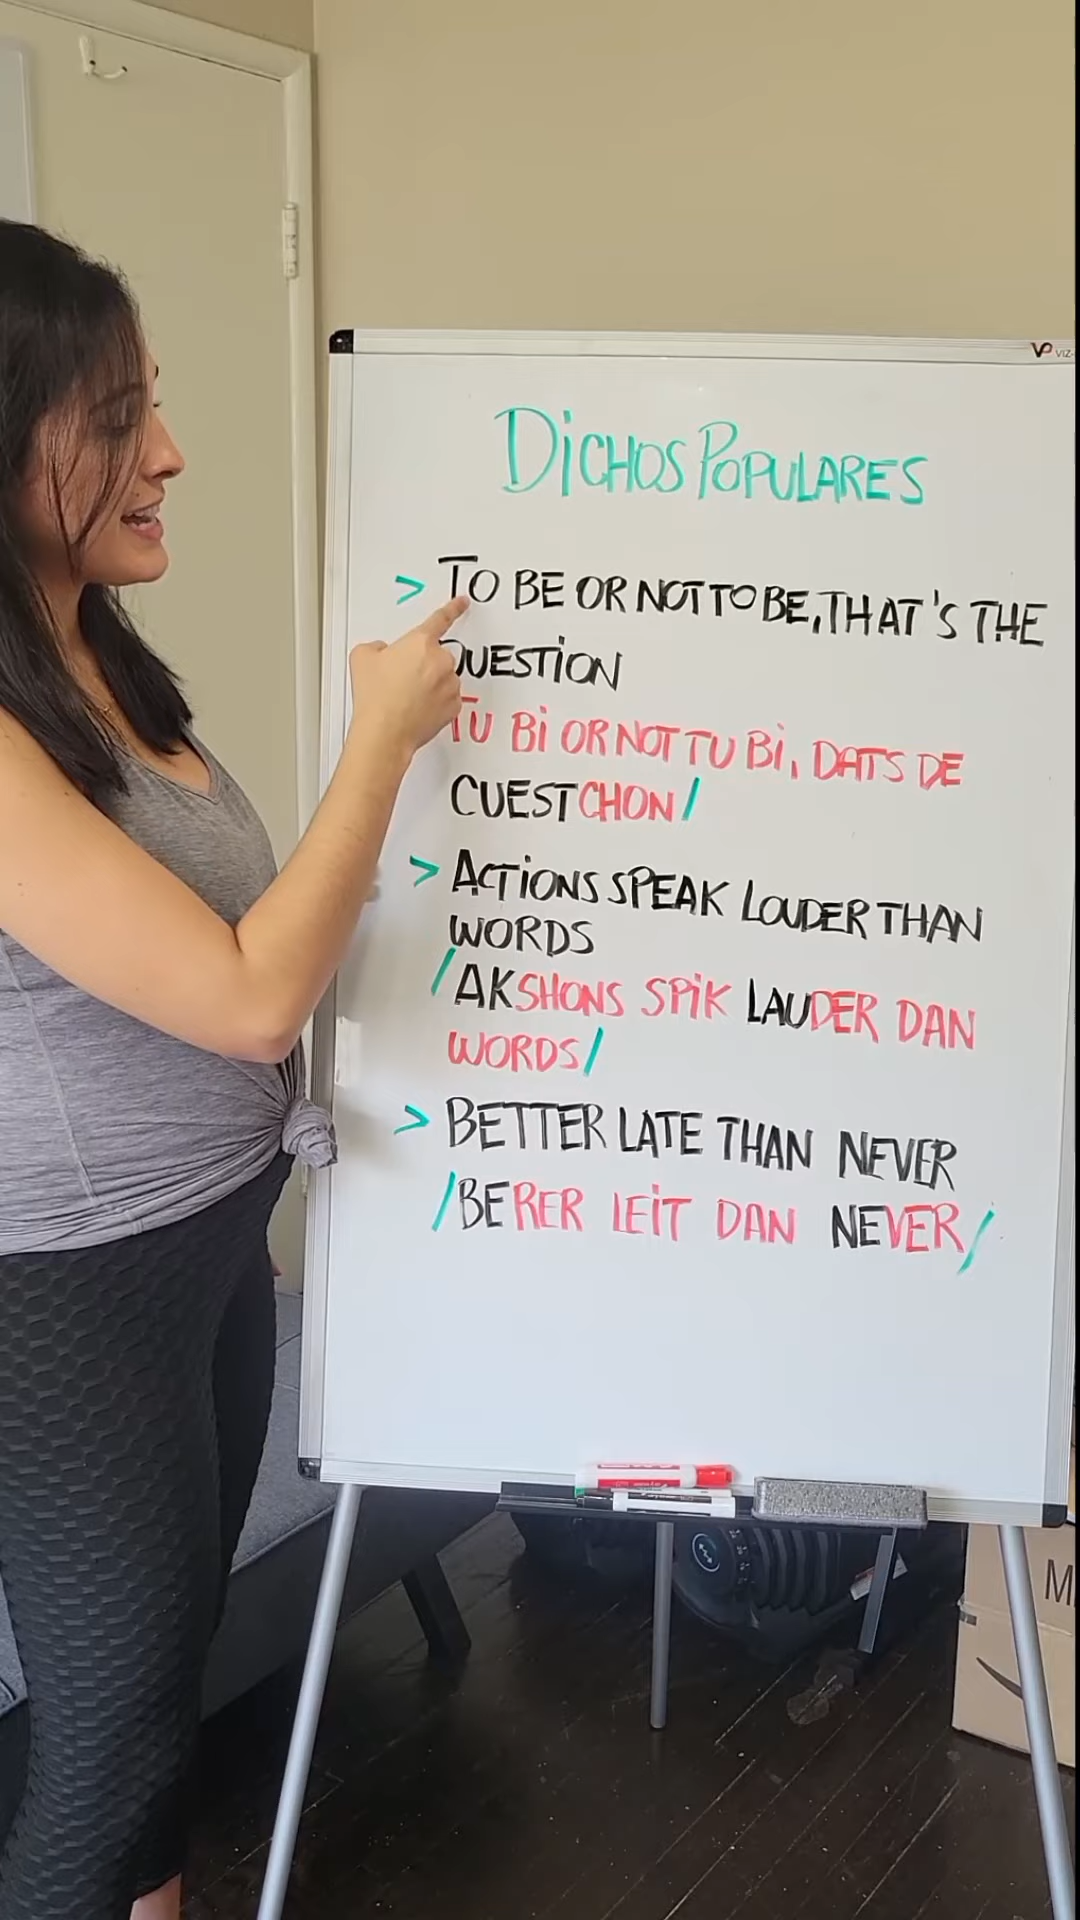 DICHOS POPULARES
> TO BE OR NOT TO BE, THAT'S THE
QUESTION
TU BI OR NOT TU BI, DATS DE
CUESTCHON/
> ACTIONS SPEAK LOUDER THAN
WORDS
/AKSHONS SPIK LAUDER DAN
WORDS/
> BETTER LATE THAN NEVER
/BERER LEIT DAN NEVER/